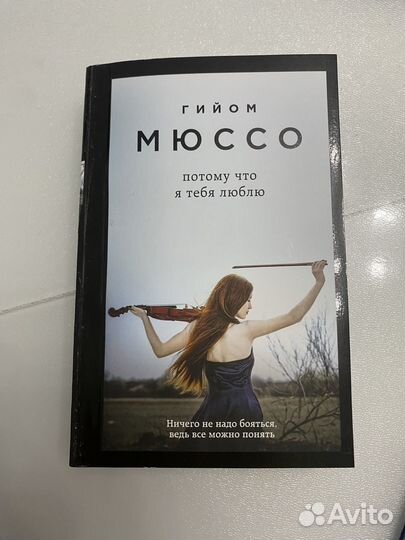 ГИЙОМ
МЮССО
потому что
я тебя люблю
Ничего не надо бояться,
ведь все можно понять
Avito